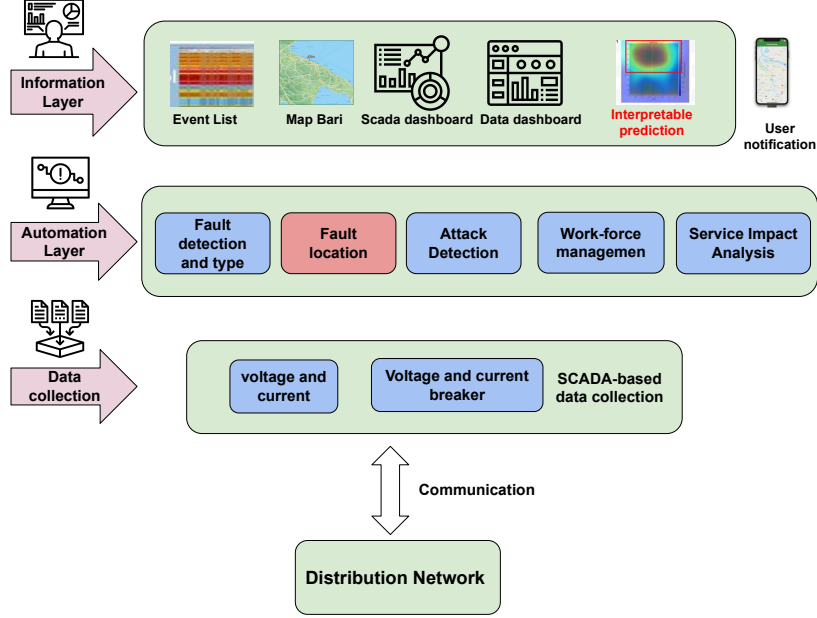 Information
Layer
Event List
Map Bari
Scada dashboard
Data dashboard
Interpretable
prediction
User
notification
Automation
Layer
Fault
detection
and type
Fault
location
Attack
Detection
Work-force
managemen
Service Impact
Analysis
Data
collection
voltage and
current
Voltage and current
breaker
SCADA-based
data collection
Communication
Distribution Network